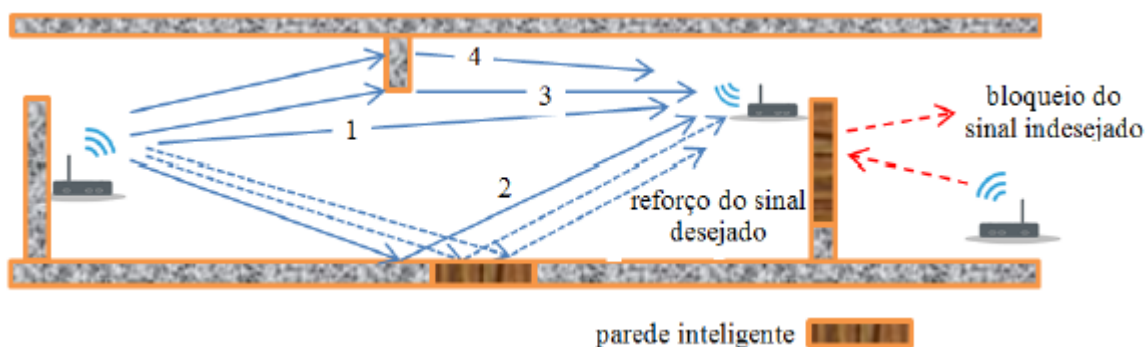 4
3
bloqueio do
sinal indesejado
1
2
reforço do sinal
desejado
parede inteligente